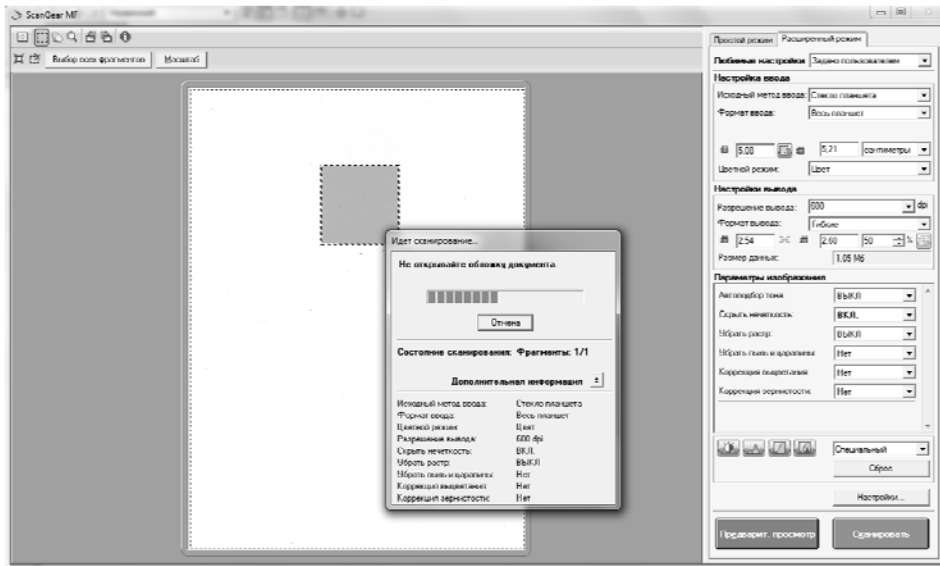 ScanGear MF
Выбор всех фрагментов Масштаб
Простой режим Расширенный режим
Любимые настройки Задано пользователем
Настройка ввода
Исходный метод ввода: Стекло планшета
Формат ввода: Весь планшет
5,00 5,21 сантиметры
Цветной режим: Цвет
Настройки вывода
Разрешение вывода: 600 dpi
Формат вывода: Гибкие
2.54 2.60 50 %
Размер данных: 1.05 Мб
Параметры изображения
Автоподбор тона: ВЫКЛ
Скрыть нечеткость: ВКЛ.
Убрать растр: ВЫКЛ
Убрать пыль и царапины: Нет
Коррекция выцветания: Нет
Коррекция зернистости: Нет
Специальный
Сброс
Настройки...
Предварит. просмотр Сканировать
Идет сканирование...
Не открывайте обложку документа.
Отмена
Состояние сканирования: Фрагменты: 1/1
Дополнительная информация
Исходный метод ввода: Стекло планшета
Формат ввода: Весь планшет
Цветной режим: Цвет
Разрешение вывода: 600 dpi
Скрыть нечеткость: ВКЛ.
Убрать растр: ВЫКЛ
Убрать пыль и царапины: Нет
Коррекция выцветания: Нет
Коррекция зернистости: Нет